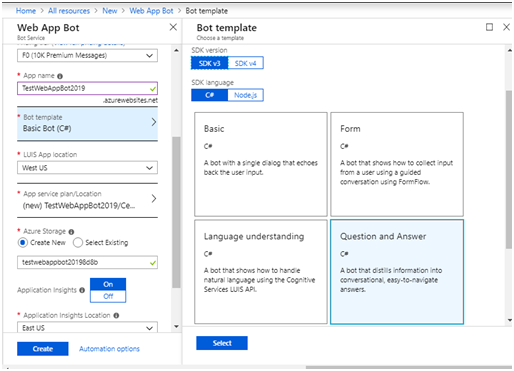 Home > All resources > New > Web App Bot > Bot template
Web App Bot
Bot Service
F0 (10K Premium Messages)
* App name
TestWebAppBot2019
.azurewebsites.net
* Bot template
Basic Bot (C#)
* LUIS App location
West US
* App service plan/Location
(new) TestWebAppBot2019/Ce...
* Azure Storage
Create New
Select Existing
testwebappbot20198d8b
Application Insights
On
Off
* Application Insights Location
East US
Create
Automation options
Bot template
Choose a template
SDK version
SDK v3
SDK v4
SDK language
C#
Node.js
Basic
C#
A bot with a single dialog that echoes
back the user input.
Form
C#
A bot that shows how to collect input
from a user using a guided
conversation using FormFlow.
Language understanding
C#
A bot that shows how to handle
natural language using the Cognitive
Services LUIS API.
Question and Answer
C#
A bot that distills information into
conversational, easy-to-navigate
answers.
Select